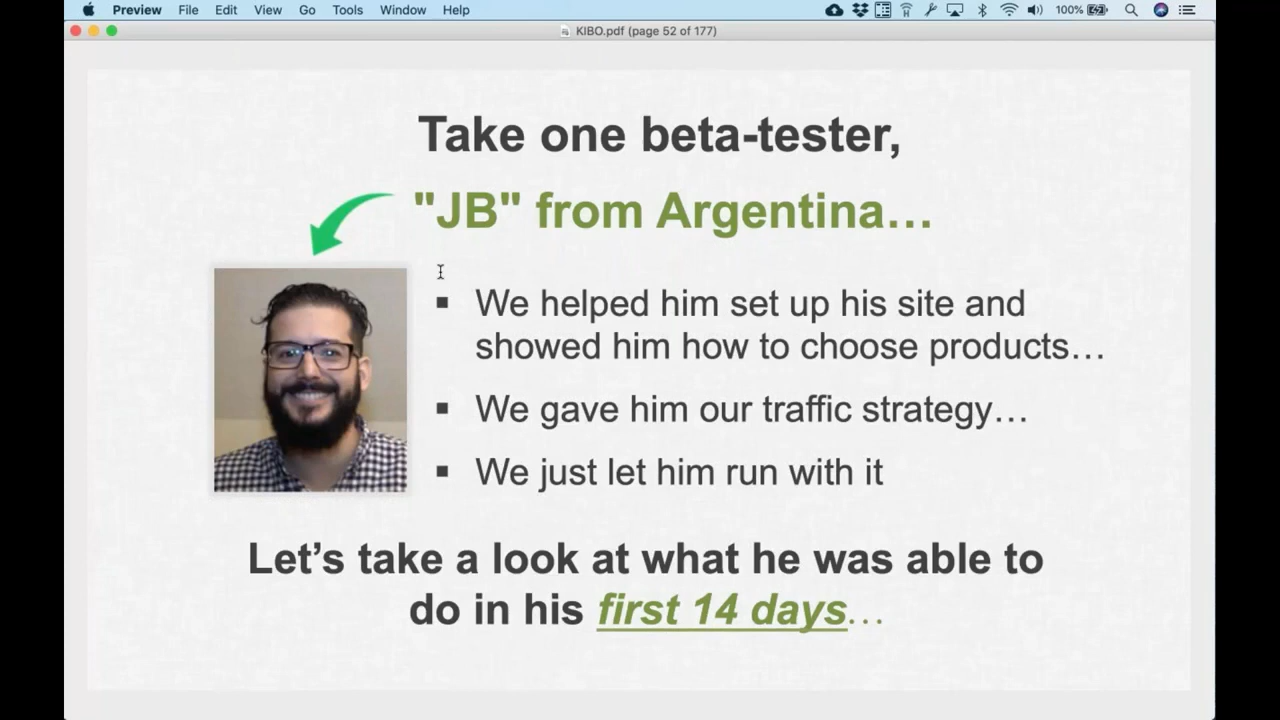 Preview File Edit View Go Tools Window Help 100%
KIBO.pdf (page 52 of 177)
Take one beta-tester,
"JB" from Argentina…
▪ We helped him set up his site and
showed him how to choose products…
▪ We gave him our traffic strategy…
▪ We just let him run with it
Let’s take a look at what he was able to
do in his first 14 days…